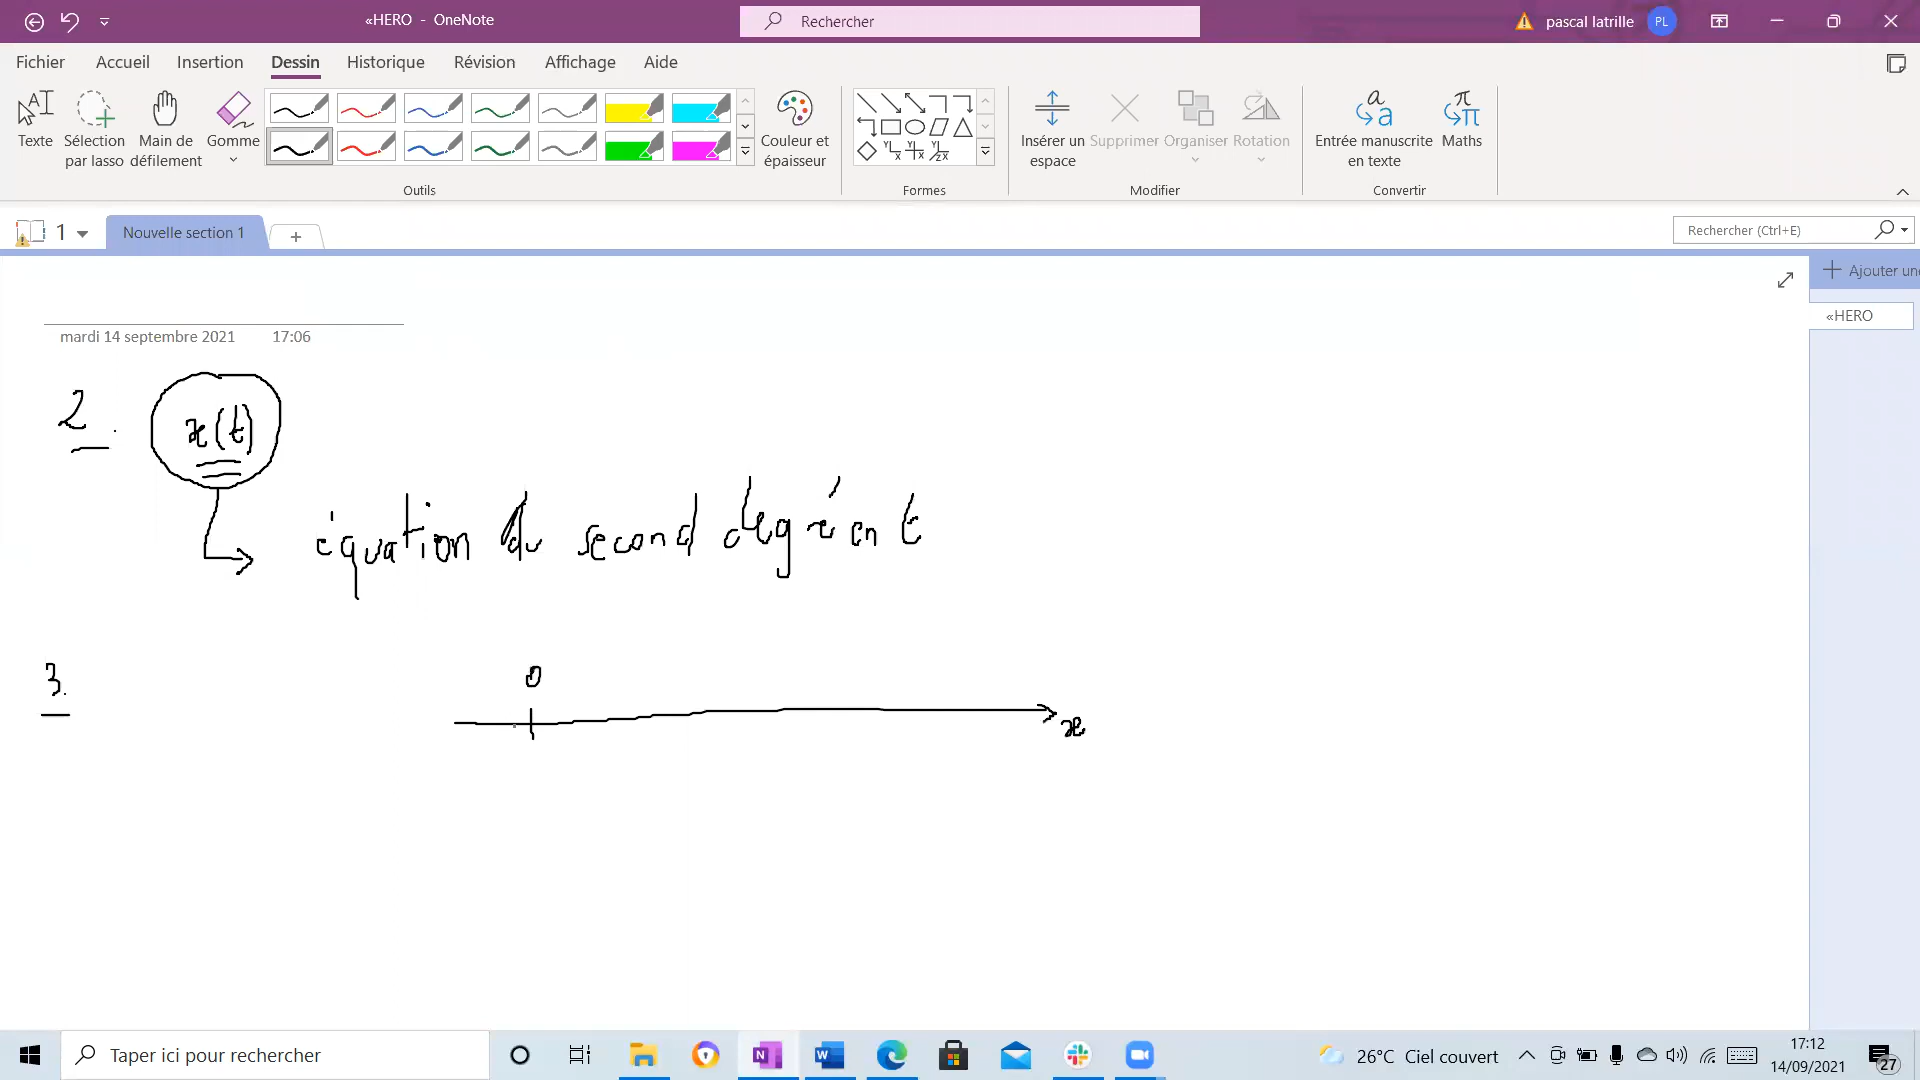 «HERO - OneNote
Rechercher
pascal latrille PL
Fichier Accueil Insertion Dessin Historique Révision Affichage Aide
Texte
Sélection par lasso
Main de défilement
Gomme
Couleur et épaisseur
Insérer un espace
Supprimer
Organiser
Rotation
Entrée manuscrite en texte
Maths
Outils Formes Modifier Convertir
1
Nouvelle section 1
+
Rechercher (Ctrl+E)
Ajouter une
«HERO
mardi 14 septembre 2021 17:06
2. x(t)
équation du second degré en t
3.
0
x
Taper ici pour rechercher
26°C Ciel couvert
17:12
14/09/2021
27